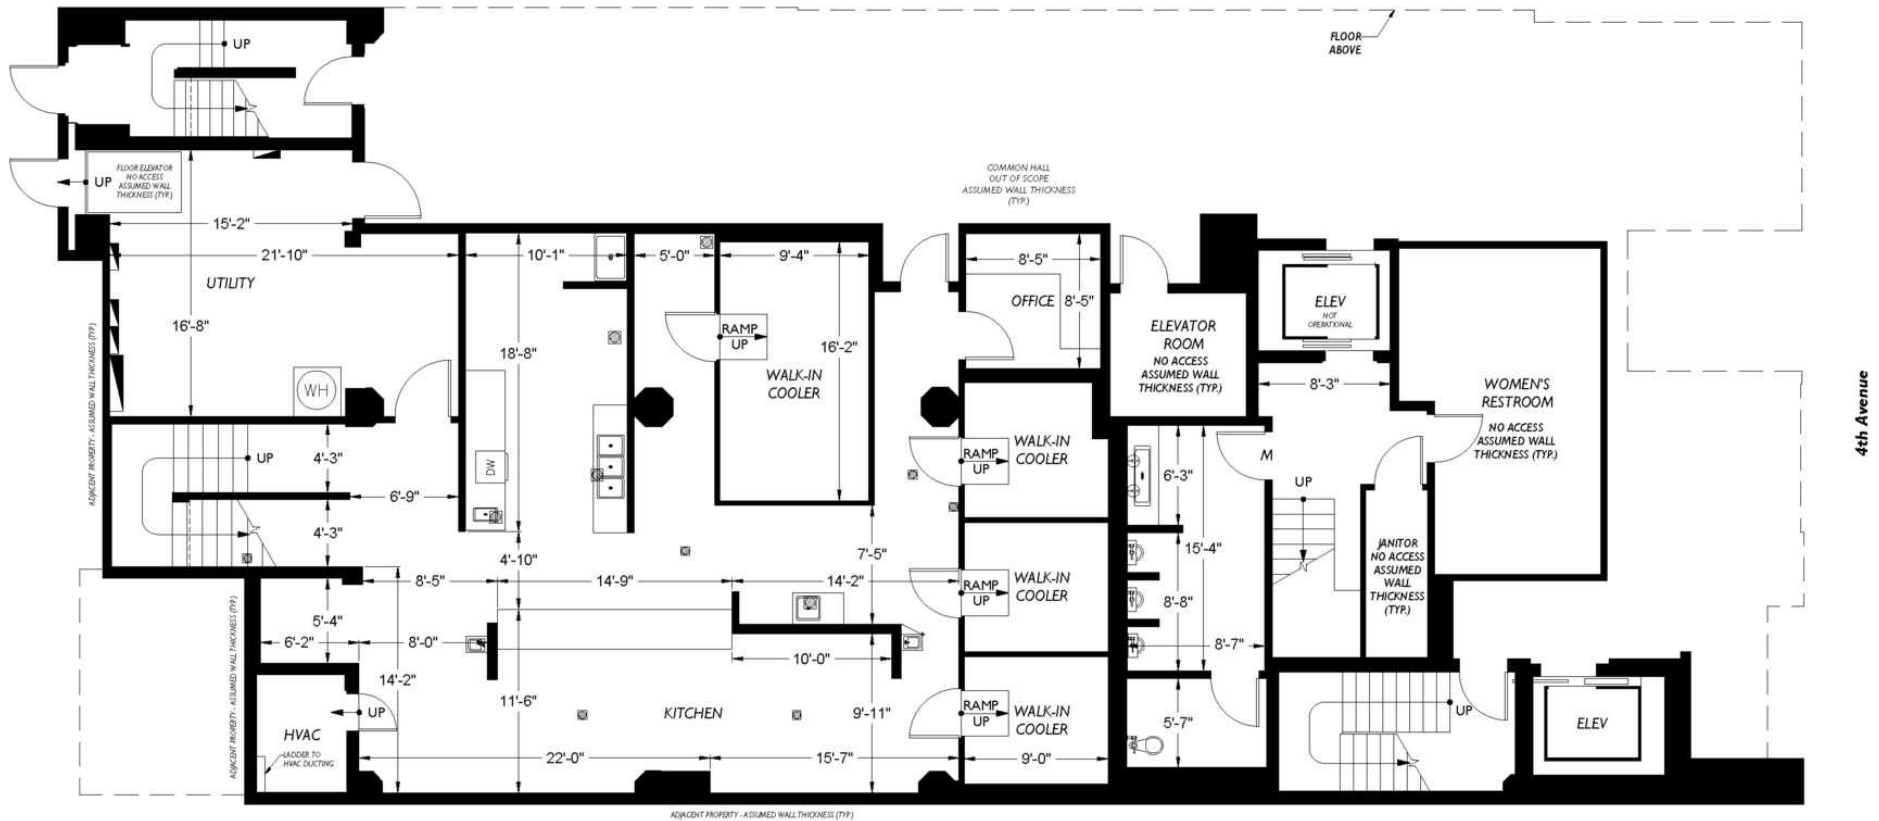 UP
FLOOR
ABOVE
FLOOR ELEVATOR
NO ACCESS
ASSUMED WALL
THICKNESS (TYP.)
UP
COMMON HALL
OUT OF SCOPE
ASSUMED WALL THICKNESS
(TYP.)
15'-2"
21'-10"
10'-1"
5'-0"
9'-4"
8'-5"
UTILITY
OFFICE
8'-5"
ELEV
NOT
OPERATIONAL
16'-8"
18'-8"
RAMP
UP
16'-2"
ELEVATOR
ROOM
NO ACCESS
ASSUMED WALL
THICKNESS (TYP.)
WALK-IN
COOLER
WH
8'-3"
WOMEN'S
RESTROOM
NO ACCESS
ASSUMED WALL
THICKNESS (TYP.)
4th Avenue
ADJACENT PROPERTY - ASSUMED WALL THICKNESS (TYP.)
UP
4'-3"
DW
RAMP
UP
WALK-IN
COOLER
M
6'-3"
UP
6'-9"
4'-3"
4'-10"
7'-5"
15'-4"
JANITOR
NO ACCESS
ASSUMED
WALL
THICKNESS
(TYP.)
8'-5"
14'-9"
14'-2"
RAMP
UP
WALK-IN
COOLER
8'-8"
5'-4"
6'-2"
8'-0"
10'-0"
8'-7"
ADJACENT PROPERTY - ASSUMED WALL THICKNESS (TYP.)
14'-2"
11'-6"
KITCHEN
9'-11"
RAMP
UP
WALK-IN
COOLER
5'-7"
UP
ELEV
UP
HVAC
LADDER TO
HVAC DUCTING
22'-0"
15'-7"
9'-0"
ADJACENT PROPERTY - ASSUMED WALL THICKNESS (TYP.)